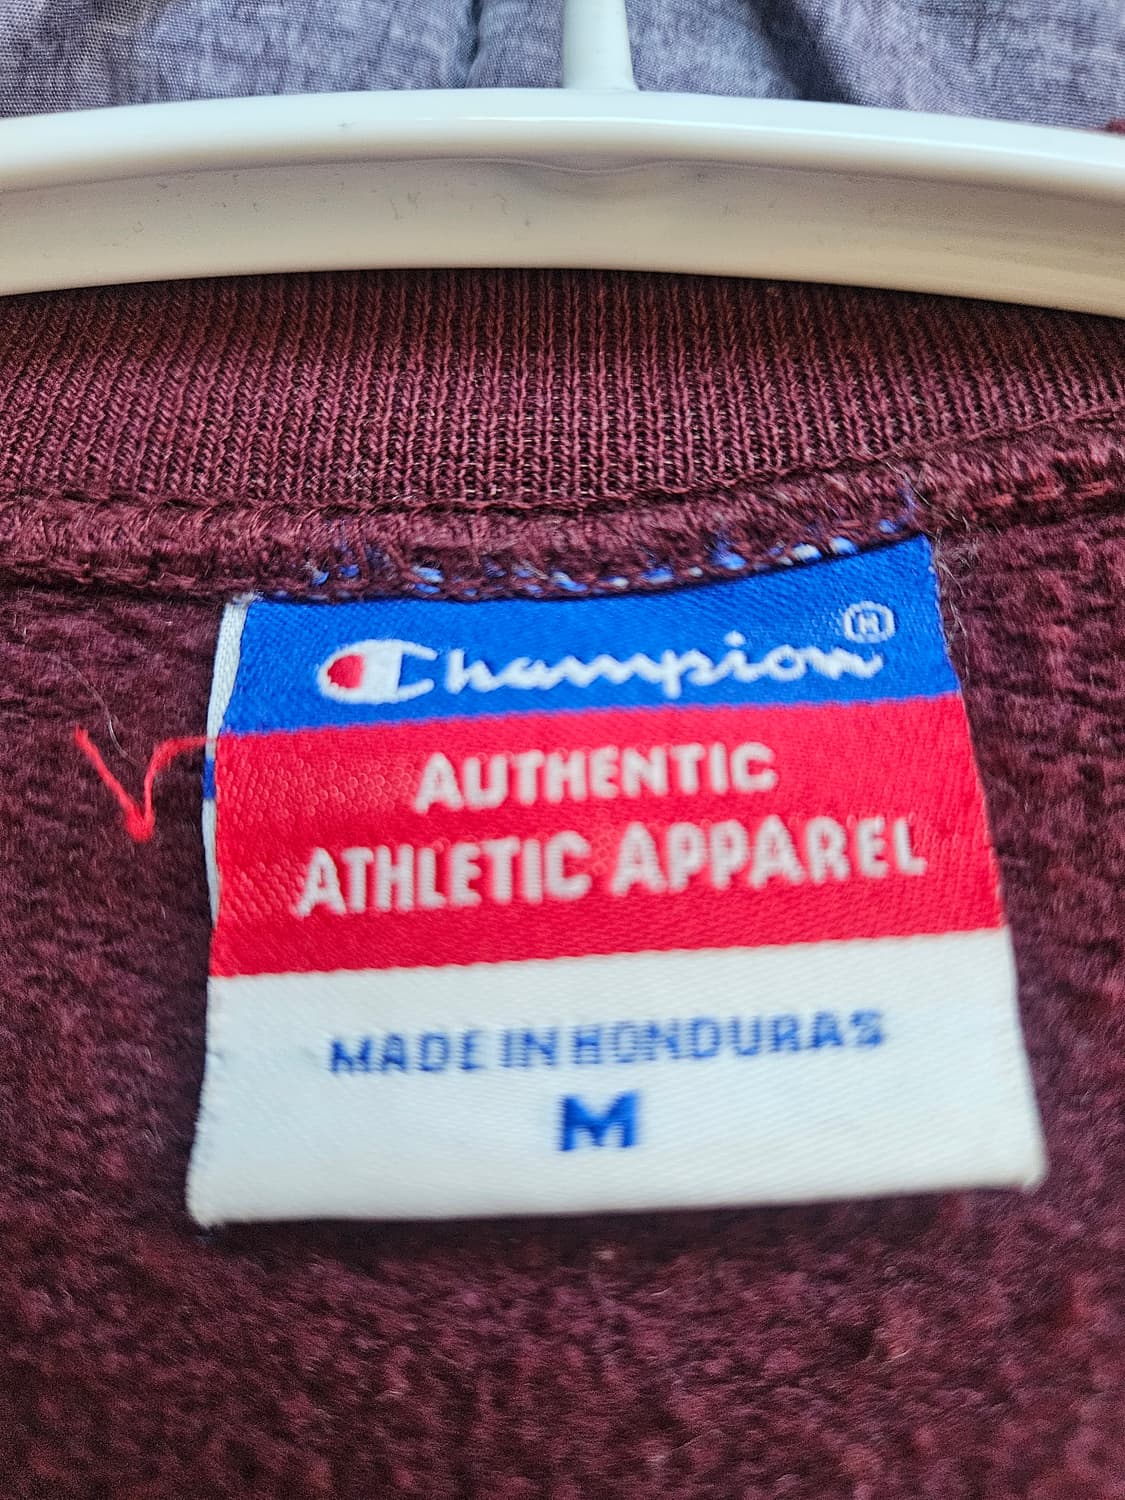 Champion®
AUTHENTIC
ATHLETIC APPAREL
MADE IN HONDURAS
M